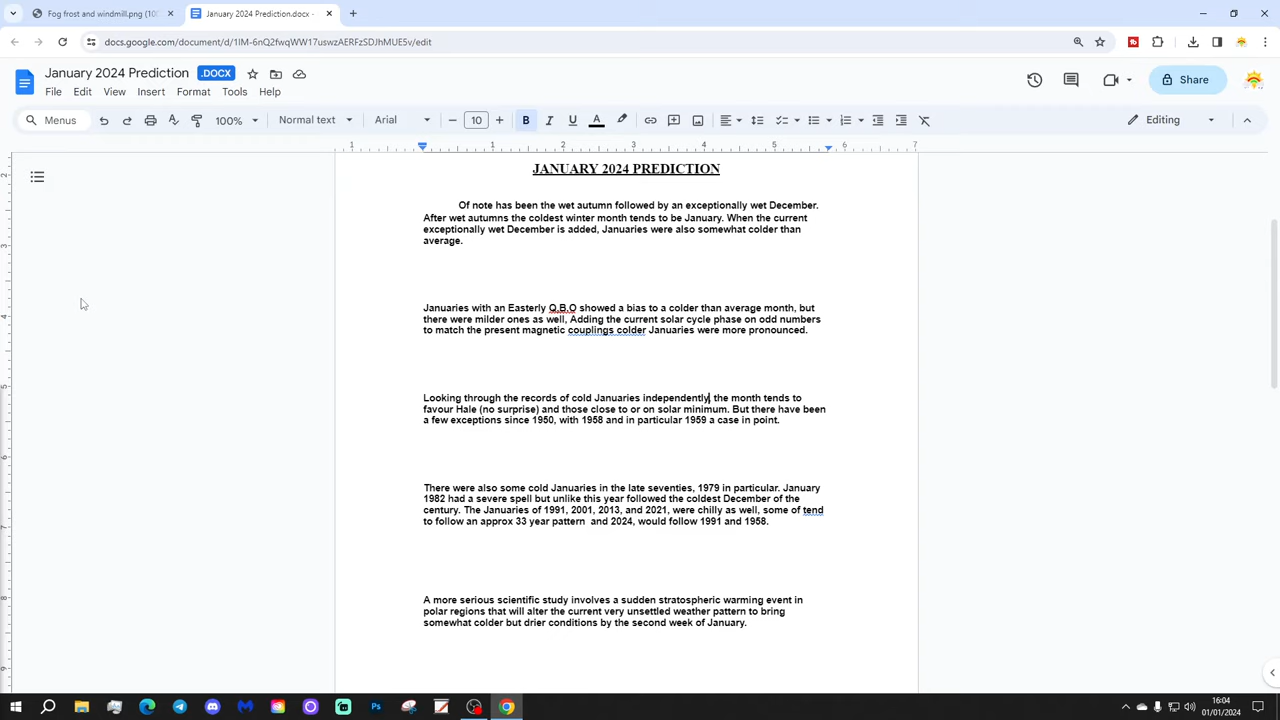 Fog frost and windmill.png (100
January 2024 Prediction.docx -
docs.google.com/document/d/1IM-6nQ2fwqWW17uswzAERFzSDJhMUE5v/edit
January 2024 Prediction .DOCX
File Edit View Insert Format Tools Help
Share
Menus 100% Normal text Arial 10 B I U A Editing
1 1 2 3 4 5 6 7
JANUARY 2024 PREDICTION
Of note has been the wet autumn followed by an exceptionally wet December.
After wet autumns the coldest winter month tends to be January. When the current
exceptionally wet December is added, Januaries were also somewhat colder than
average.
Januaries with an Easterly Q.B.O showed a bias to a colder than average month, but
there were milder ones as well, Adding the current solar cycle phase on odd numbers
to match the present magnetic couplings colder Januaries were more pronounced.
Looking through the records of cold Januaries independently, the month tends to
favour Hale (no surprise) and those close to or on solar minimum. But there have been
a few exceptions since 1950, with 1958 and in particular 1959 a case in point.
There were also some cold Januaries in the late seventies, 1979 in particular. January
1982 had a severe spell but unlike this year followed the coldest December of the
century. The Januaries of 1991, 2001, 2013, and 2021, were chilly as well, some of tend
to follow an approx 33 year pattern and 2024, would follow 1991 and 1958.
A more serious scientific study involves a sudden stratospheric warming event in
polar regions that will alter the current very unsettled weather pattern to bring
somewhat colder but drier conditions by the second week of January.
16:04
01/01/2024